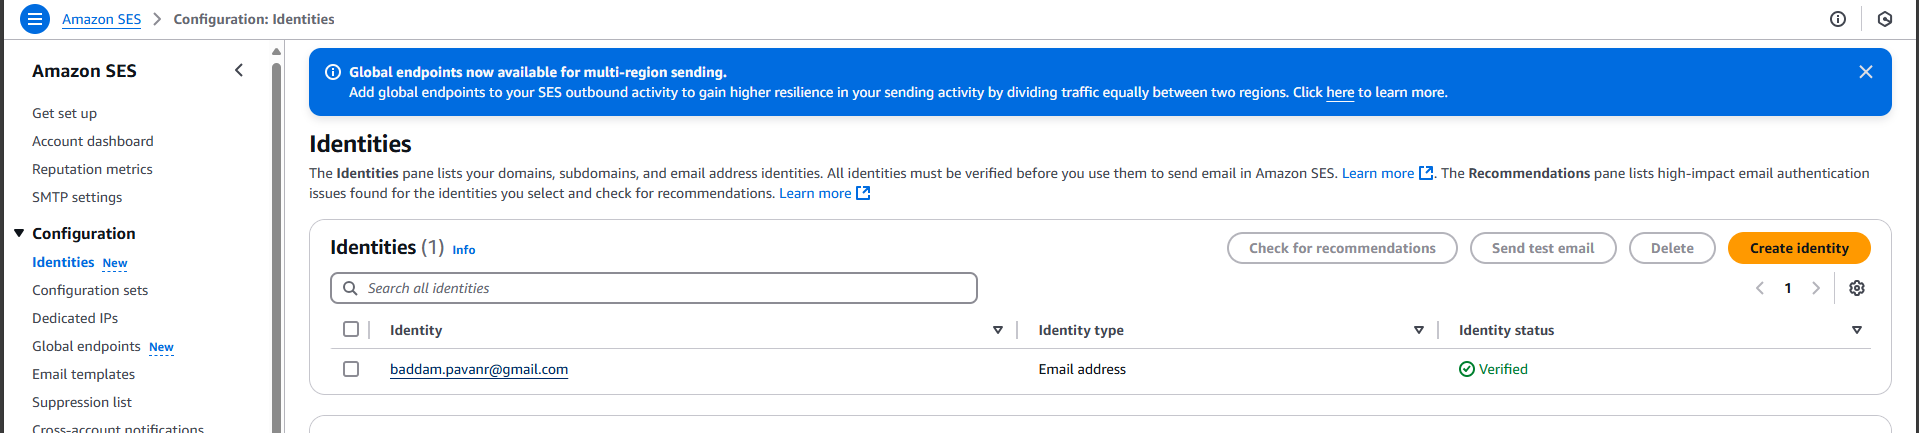 Amazon SES > Configuration: Identities
Amazon SES
Get set up
Account dashboard
Reputation metrics
SMTP settings
Configuration
Identities New
Configuration sets
Dedicated IPs
Global endpoints New
Email templates
Suppression list
Cross-account notifications
Global endpoints now available for multi-region sending.
Add global endpoints to your SES outbound activity to gain higher resilience in your sending activity by dividing traffic equally between two regions. Click here to learn more.
Identities
The Identities pane lists your domains, subdomains, and email address identities. All identities must be verified before you use them to send email in Amazon SES. Learn more. The Recommendations pane lists high-impact email authentication
issues found for the identities you select and check for recommendations. Learn more
Identities (1) Info
Check for recommendations
Send test email
Delete
Create identity
Search all identities
1
Identity Identity type Identity status
baddam.pavanr@gmail.com Email address Verified